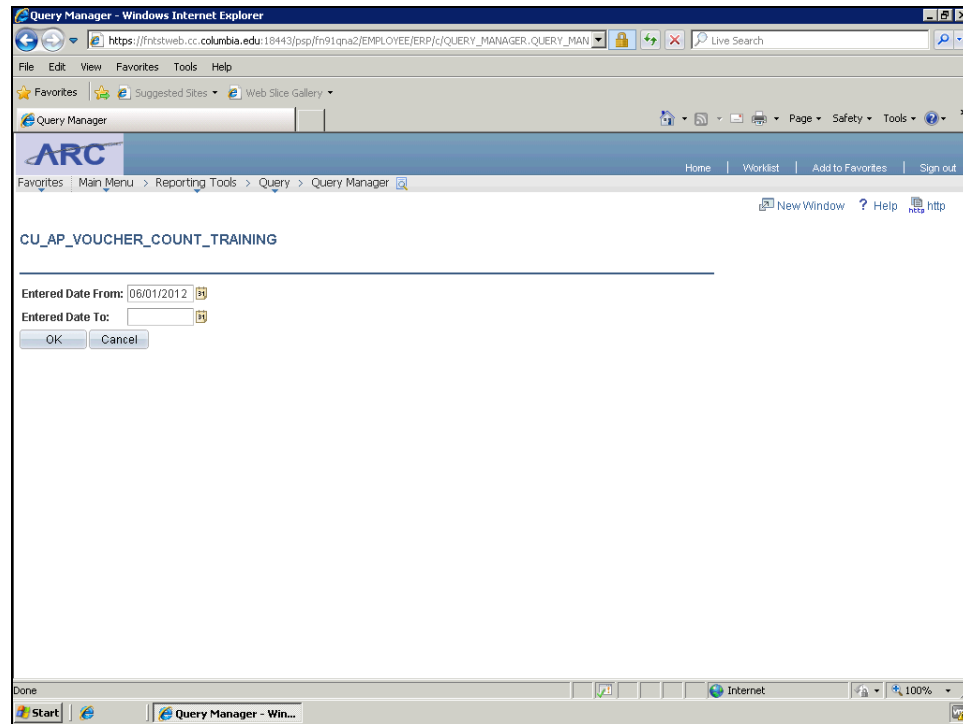 Query Manager - Windows Internet Explorer
https://fntstweb.cc.columbia.edu:18443/psp/fn91qna2/EMPLOYEE/ERP/c/QUERY_MANAGER.QUERY_MAN
Live Search
File Edit View Favorites Tools Help
Favorites Suggested Sites Web Slice Gallery
Query Manager
Page Safety Tools
ARC
Home | Worklist | Add to Favorites | Sign out
Favorites Main Menu > Reporting Tools > Query > Query Manager
New Window ? Help http
CU_AP_VOUCHER_COUNT_TRAINING
Entered Date From: 06/01/2012
Entered Date To:
OK Cancel
Done Internet 100%
Start Query Manager - Win...